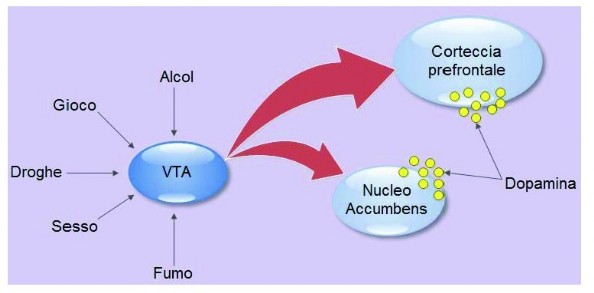 Corteccia
prefrontale
Alcol
Gioco
Droghe
VTA
Sesso
Fumo
Nucleo
Accumbens
Dopamina